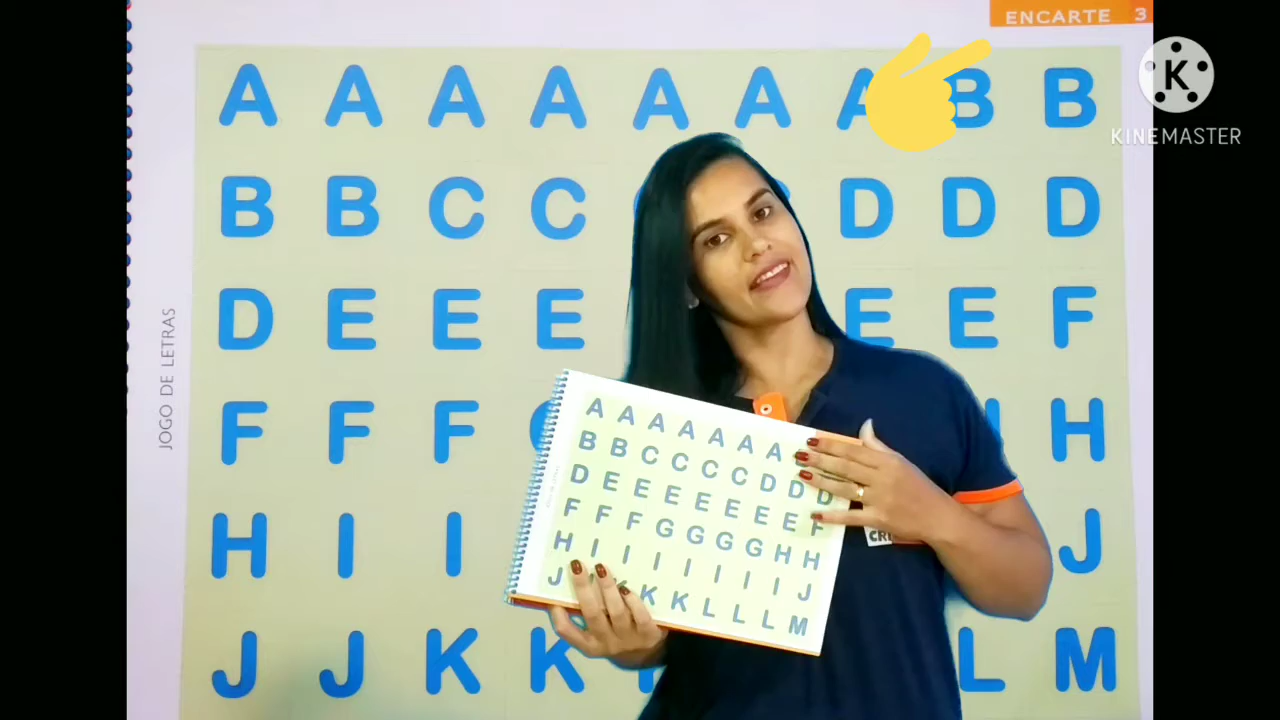 ENCARTE 3
K
KINEMASTER
A A A A A A A B B
B B C C D D D
D E E E E E F
F F F H
H I I J
J J K K L M
JOGO DE LETRAS
A A A A A A A
B B C C C C D D D
D E E E E E E E F
F F F G G G G H H
H I I I I I I I J
J K K L L L M